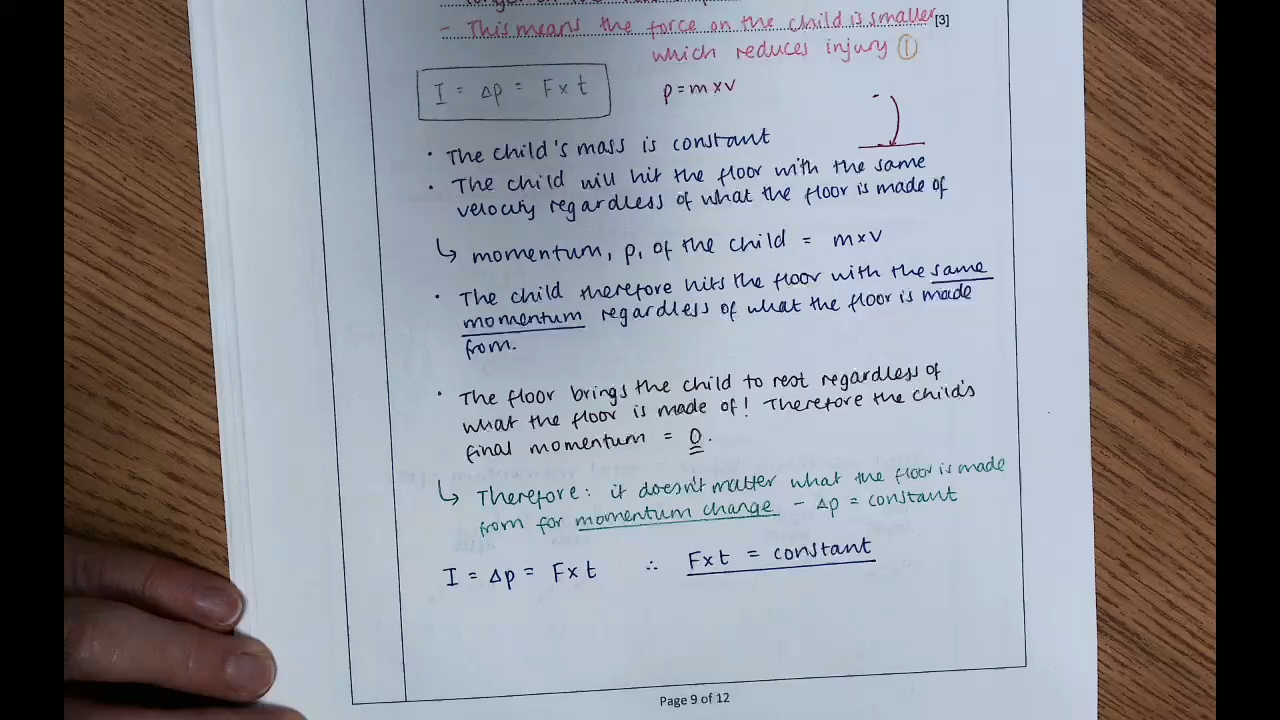 - This means the force on the child is smaller [3]
which reduces injury ①
I = Δp = F x t
p = m x v
• The child's mass is constant
• The child will hit the floor with the same
velocity regardless of what the floor is made of
↳ momentum, p, of the child = m x v
• The child therefore hits the floor with the same
momentum regardless of what the floor is made
from.
• The floor brings the child to rest regardless of
what the floor is made of! Therefore the child's
final momentum = 0.
↳ Therefore: it doesn't matter what the floor is made
from for momentum change - Δp = constant
I = Δp = F x t ∴ F x t = constant
Page 9 of 12